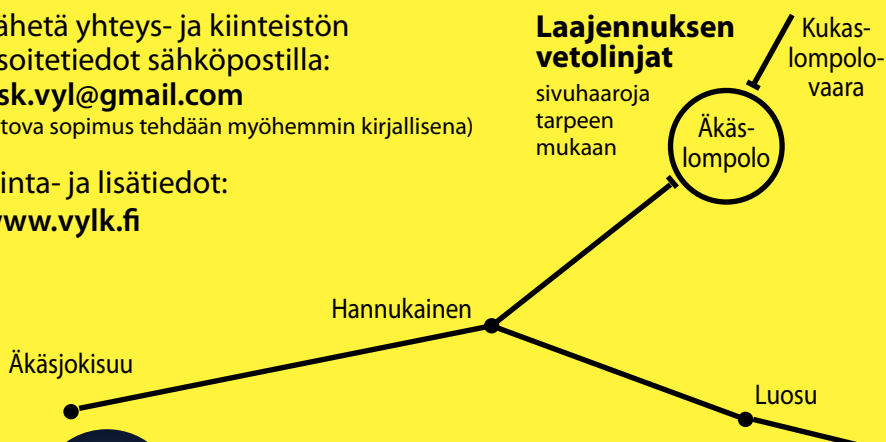 ähetä yhteys- ja kiinteistön
soitetiedot sähköpostilla:
sk.vyl@gmail.com
tova sopimus tehdään myöhemmin kirjallisena)
inta- ja lisätiedot:
www.vylk.fi
Laajennuksen
vetolinjat
sivuhaaroja
tarpeen
mukaan
Kukas-
lompolo-
vaara
Äkäs-
lompolo
Hannukainen
Äkäsjokisuu
Luosu